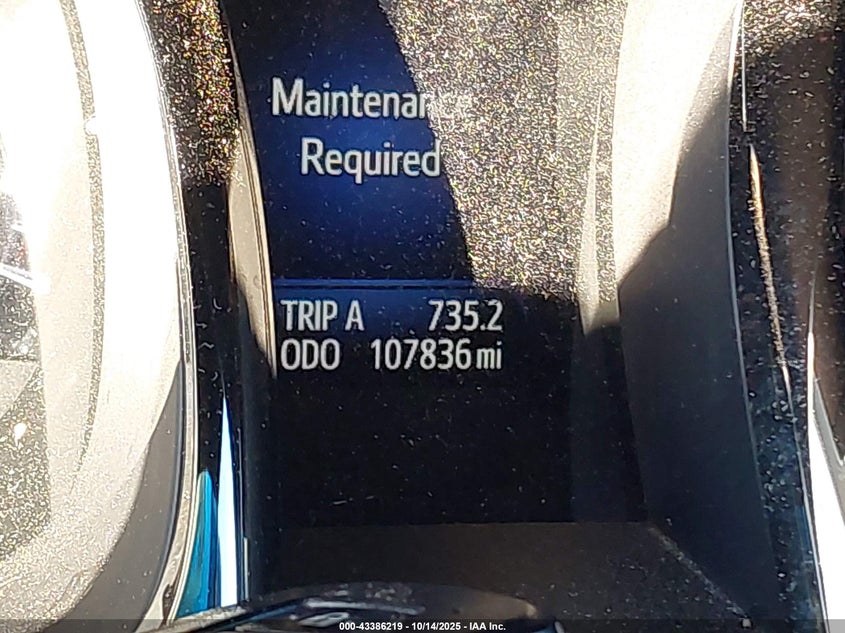 Maintenance
Required
TRIP A 735.2
ODO 107836 mi
000-43386219 - 10/14/2025 - IAA Inc.